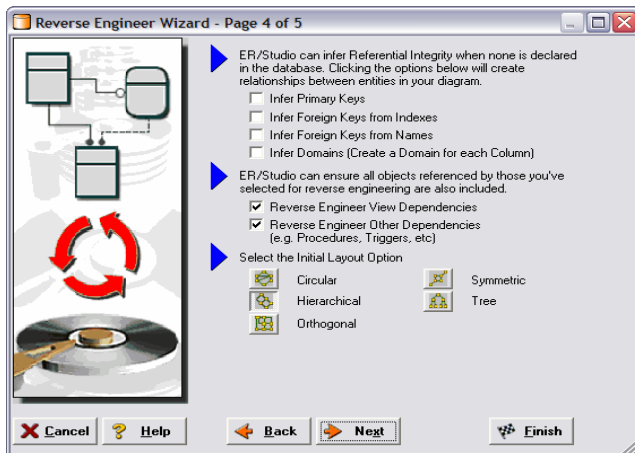 Reverse Engineer Wizard - Page 4 of 5
ER/Studio can infer Referential Integrity when none is declared
in the database. Clicking the options below will create
relationships between entities in your diagram.
Infer Primary Keys
Infer Foreign Keys from Indexes
Infer Foreign Keys from Names
Infer Domains (Create a Domain for each Column)
ER/Studio can ensure all objects referenced by those you've
selected for reverse engineering are also included.
Reverse Engineer View Dependencies
Reverse Engineer Other Dependencies
(e.g. Procedures, Triggers, etc)
Select the Initial Layout Option
Circular
Symmetric
Hierarchical
Tree
Orthogonal
Cancel
Help
Back
Next
Finish